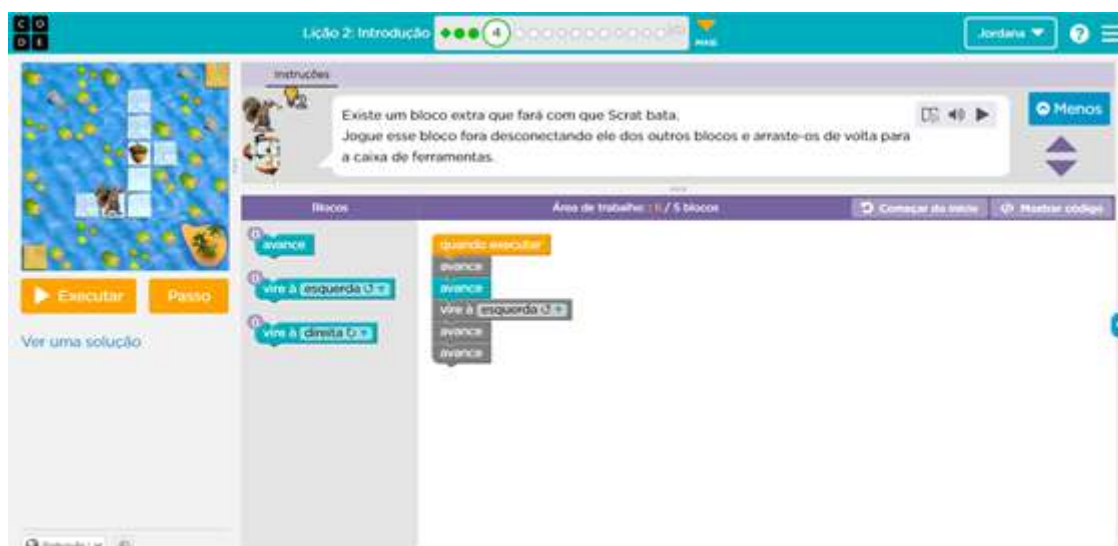 C O
D E
Lição 2: Introdução
4
MAIS
Jordana
?
Instruções
Existe um bloco extra que fará com que Scrat bata.
Jogue esse bloco fora desconectando ele dos outros blocos e arraste-os de volta para
a caixa de ferramentas.
Menos
Blocos
Área de trabalho: / 5 blocos
Começar do início
Mostrar código
avance
vire à esquerda
vire à direita
quando executar
avance
avance
vire à esquerda
avance
avance
Executar
Passo
Ver uma solução